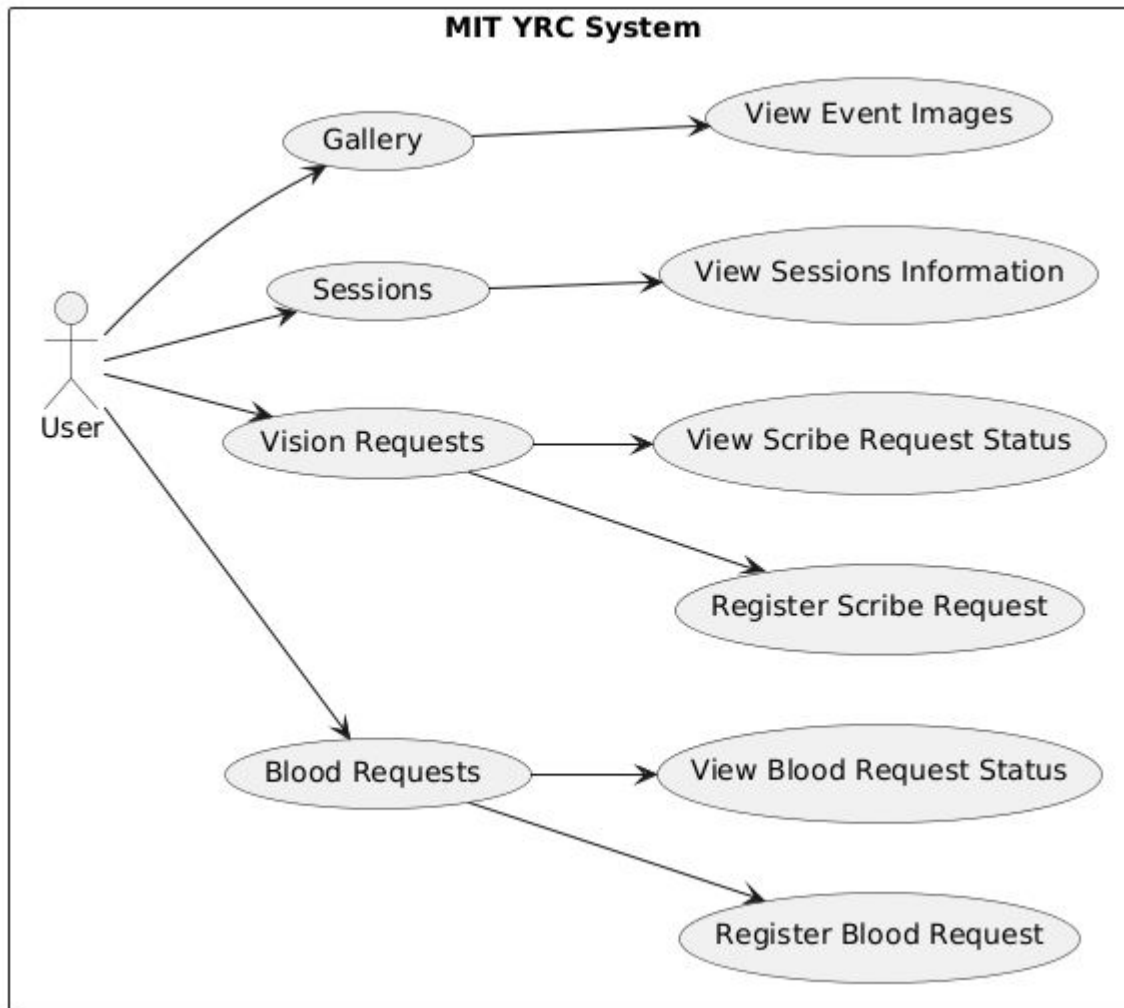 MIT YRC System
View Event Images
Gallery
View Sessions Information
Sessions
User
Vision Requests
View Scribe Request Status
Register Scribe Request
Blood Requests
View Blood Request Status
Register Blood Request